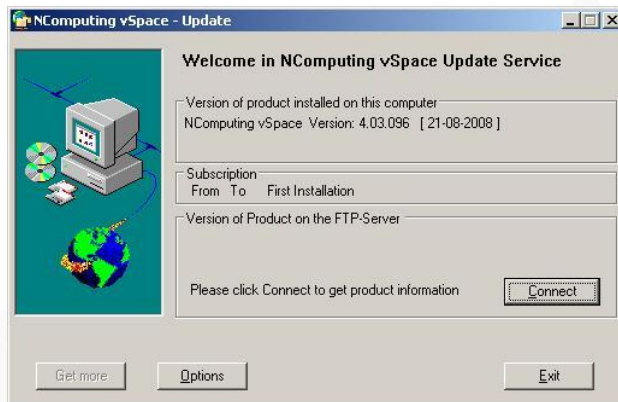 NComputing vSpace - Update
Welcome in NComputing vSpace Update Service
Version of product installed on this computer
NComputing vSpace Version: 4.03.096 [ 21-08-2008 ]
Subscription
From To First Installation
Version of Product on the FTP-Server
Please click Connect to get product information
Connect
Get more
Options
Exit